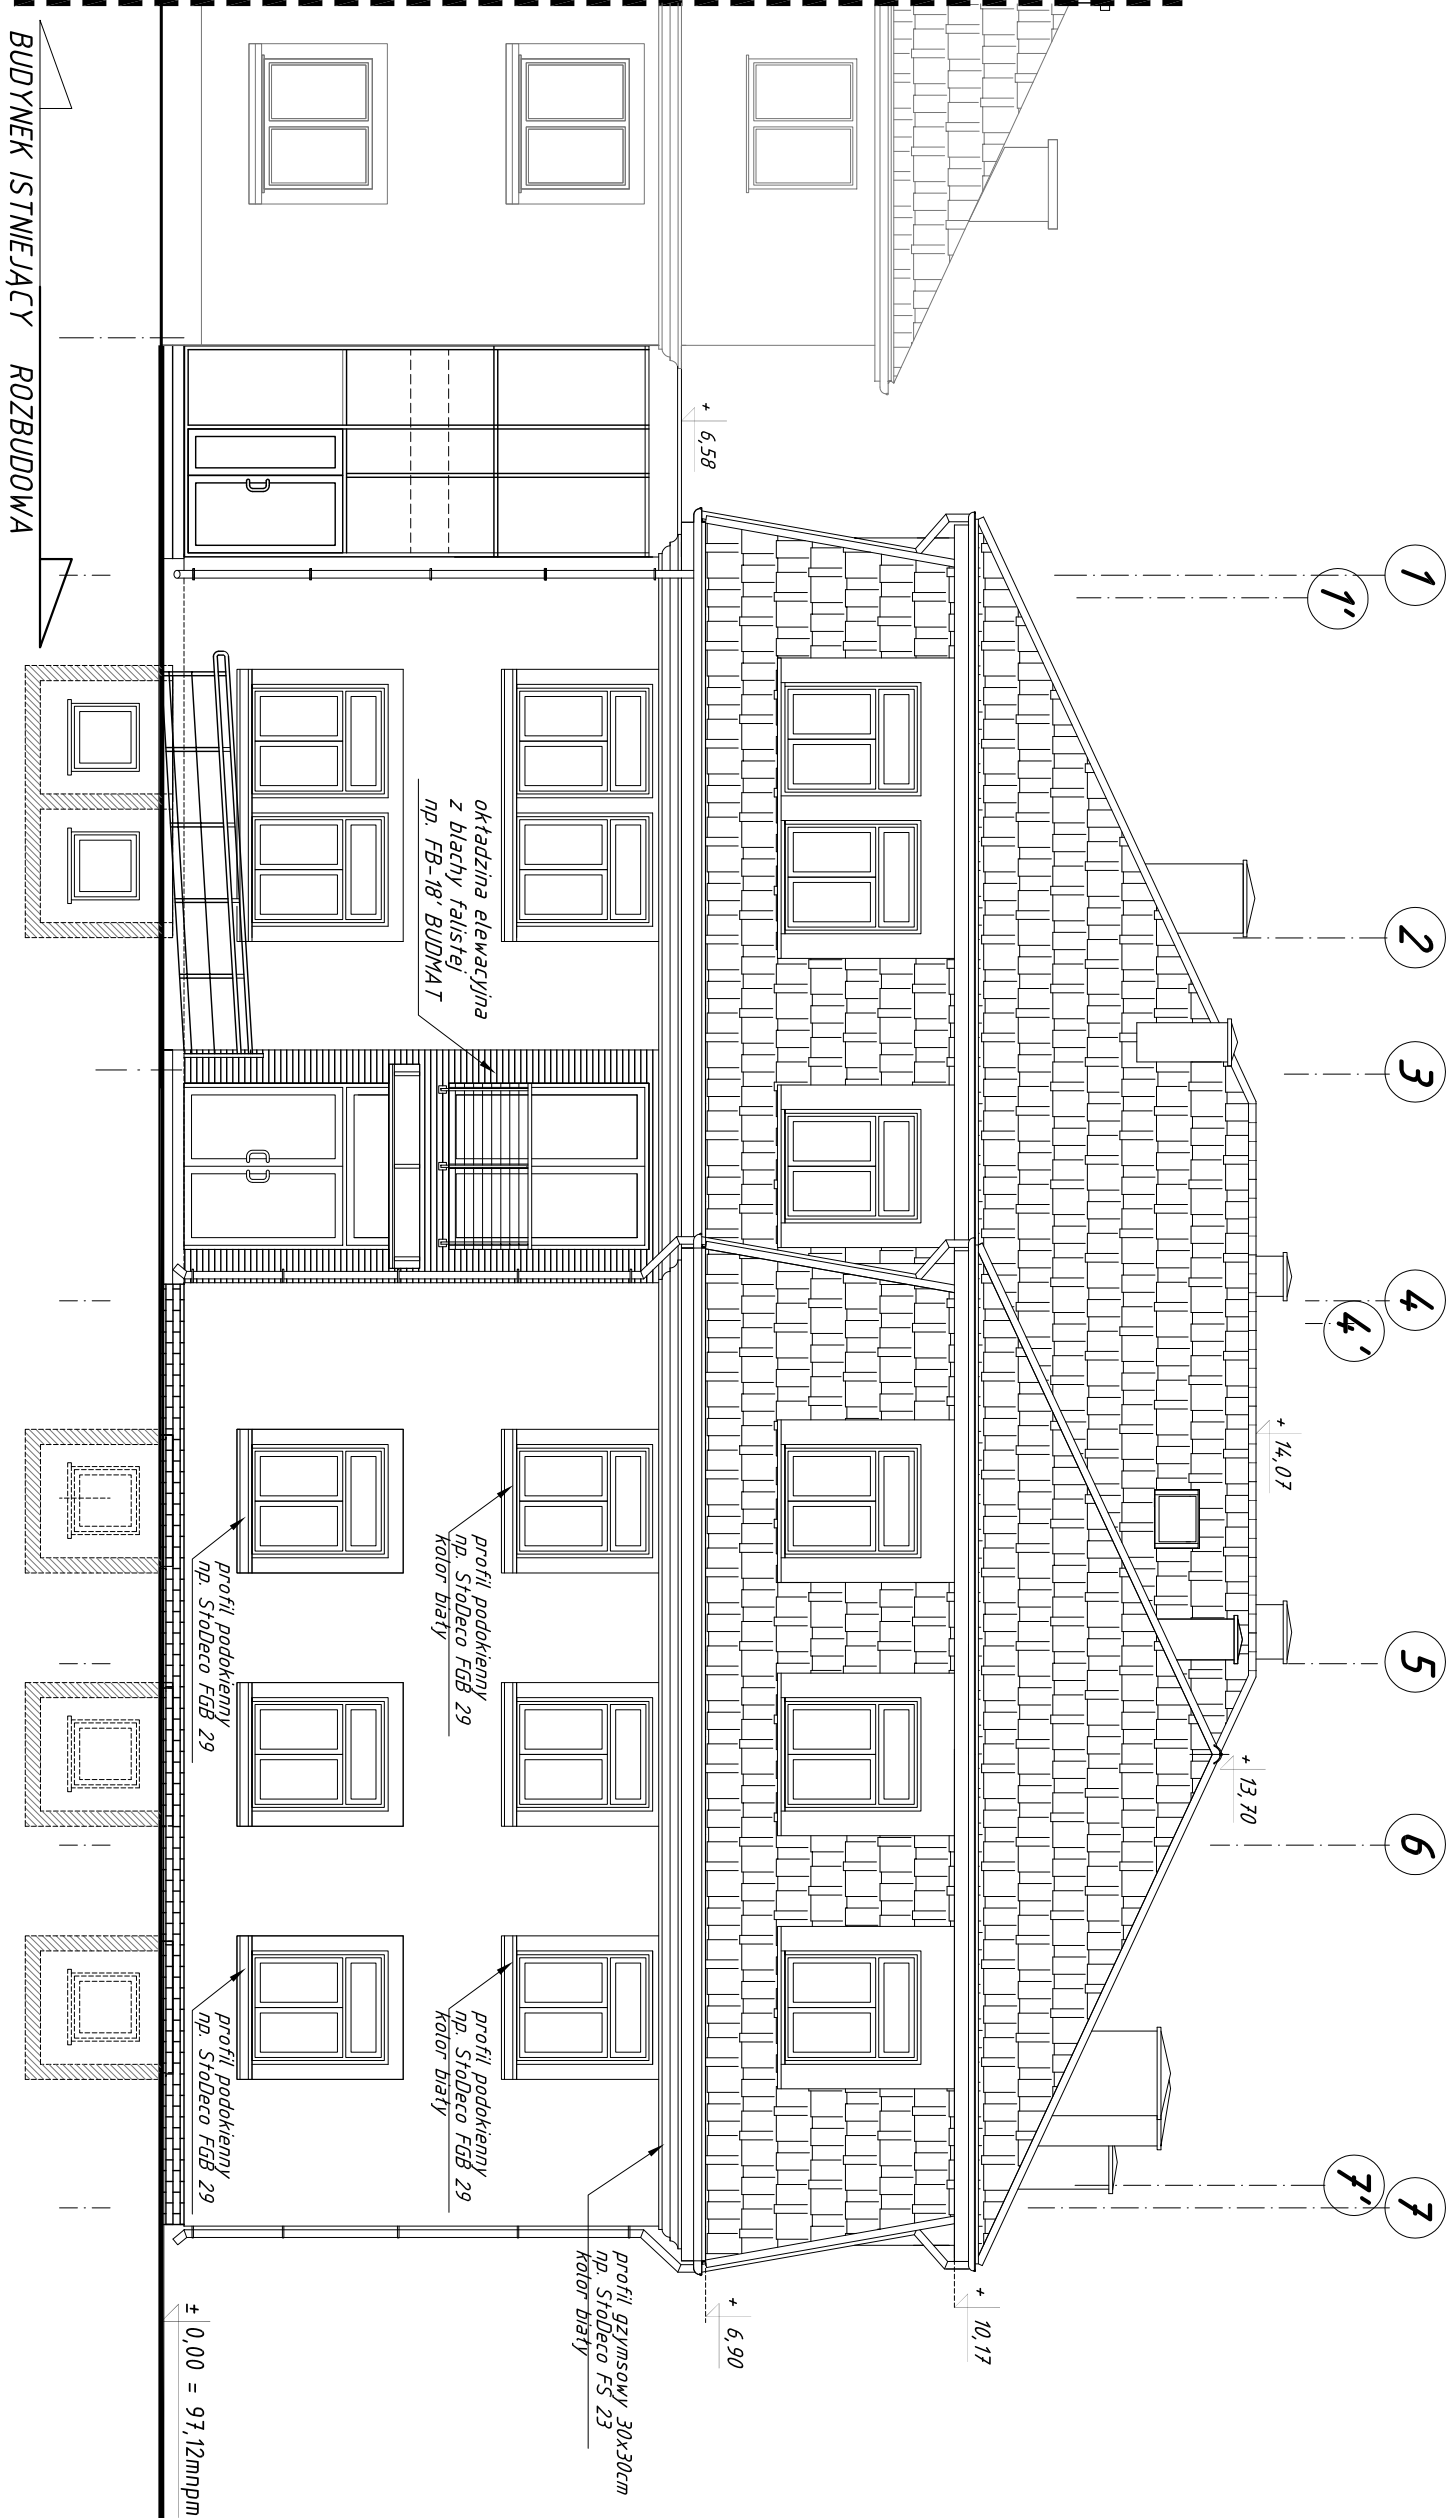 1
1'
2
3
4
4'
5
6
7'
7
+ 14,07
+ 13,70
+ 10,17
+ 6,58
+ 6,90
okładzina elewacyjna
z blachy falistej
np. FB-18' BUDMAT
profil podokienny
np. StoDeco FGB 29
kolor biały
profil podokienny
np. StoDeco FGB 29
kolor biały
profil gzymsowy 30x30cm
np. StoDeco FS 23
kolor biały
profil podokienny
np. StoDeco FGB 29
profil podokienny
np. StoDeco FGB 29
± 0,00 = 97,12mnpm
BUDYNEK ISTNIEJĄCY ROZBUDOWA